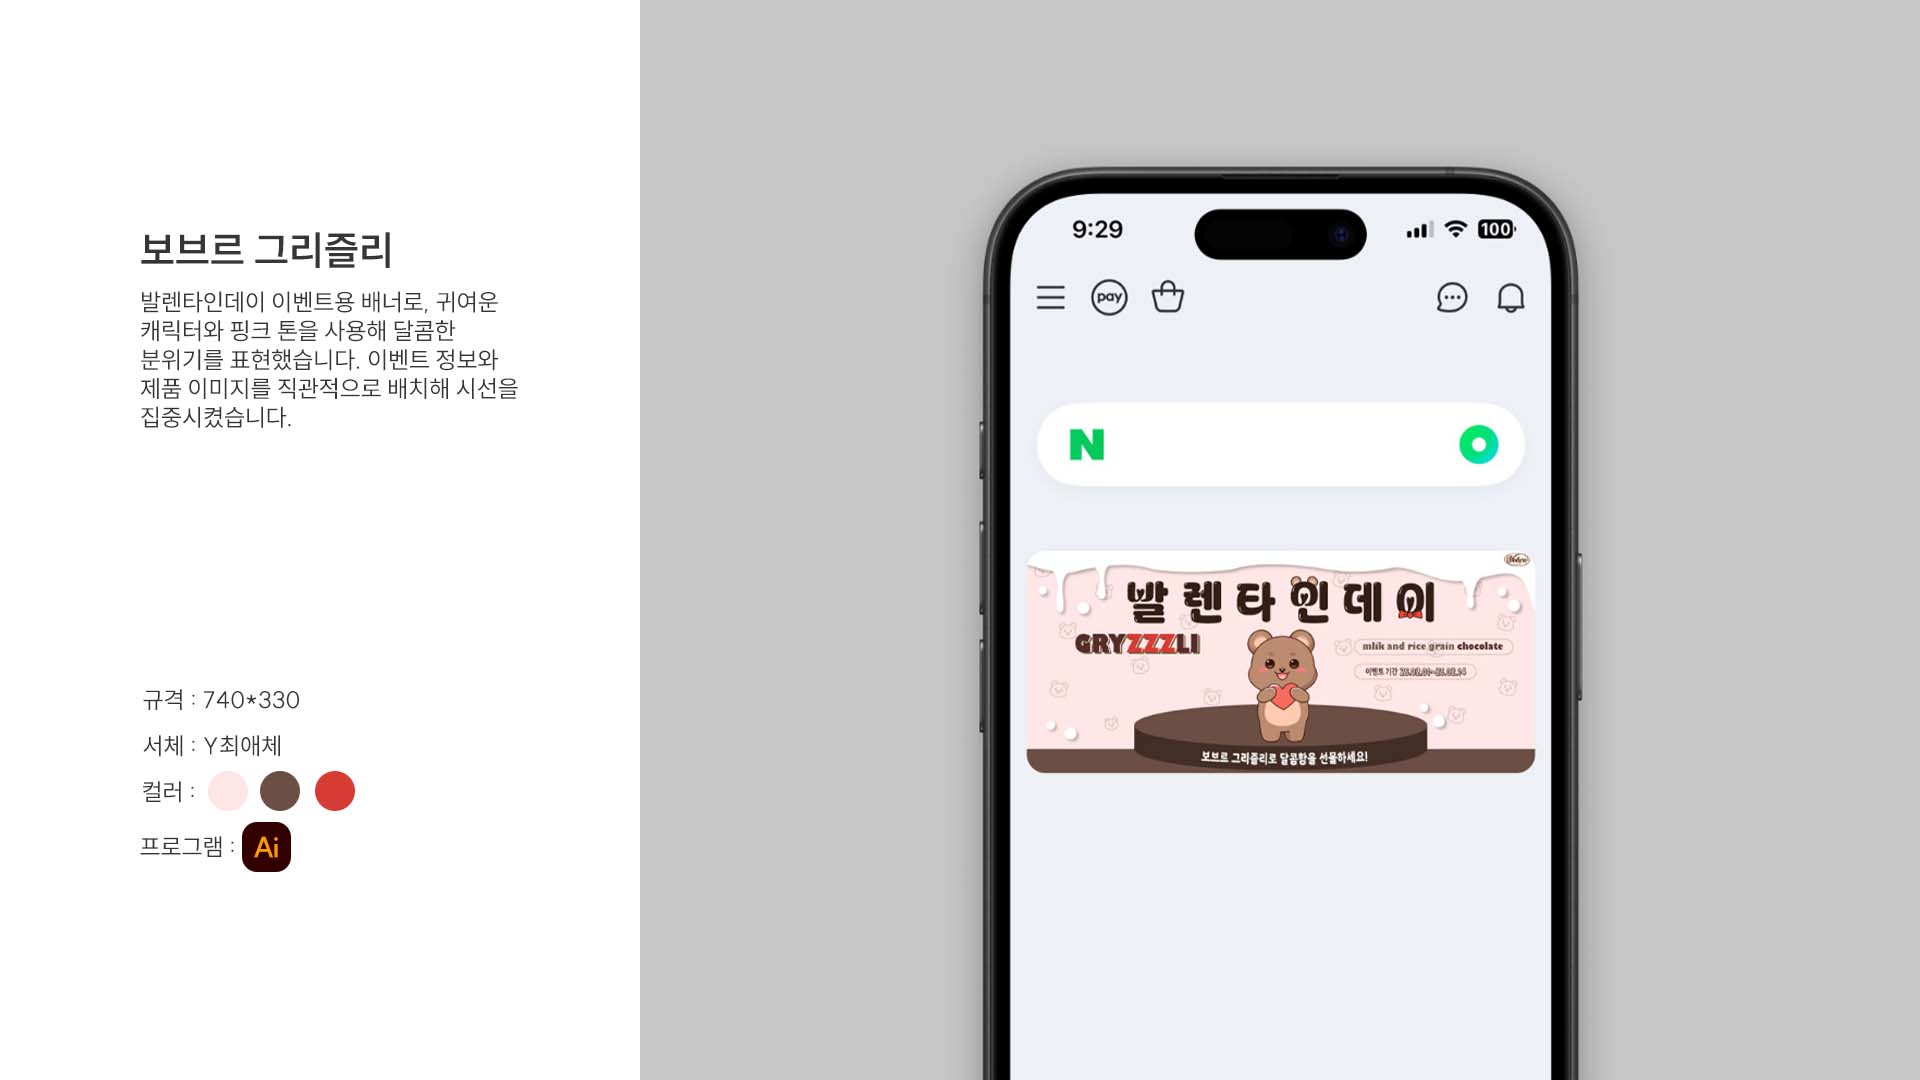 보브르 그리즐리
발렌타인데이 이벤트용 배너로, 귀여운
캐릭터와 핑크 톤을 사용해 달콤한
분위기를 표현했습니다. 이벤트 정보와
제품 이미지를 직관적으로 배치해 시선을
집중시켰습니다.
규격 : 740*330
서체 : Y최애체
컬러 :
프로그램 : Ai
9:29
100
pay
N
발렌타인데이
GRYZZZLI
mlik and rice grain chocolate
이벤트 기간
보브르 그리즐리로 달콤함을 선물하세요!